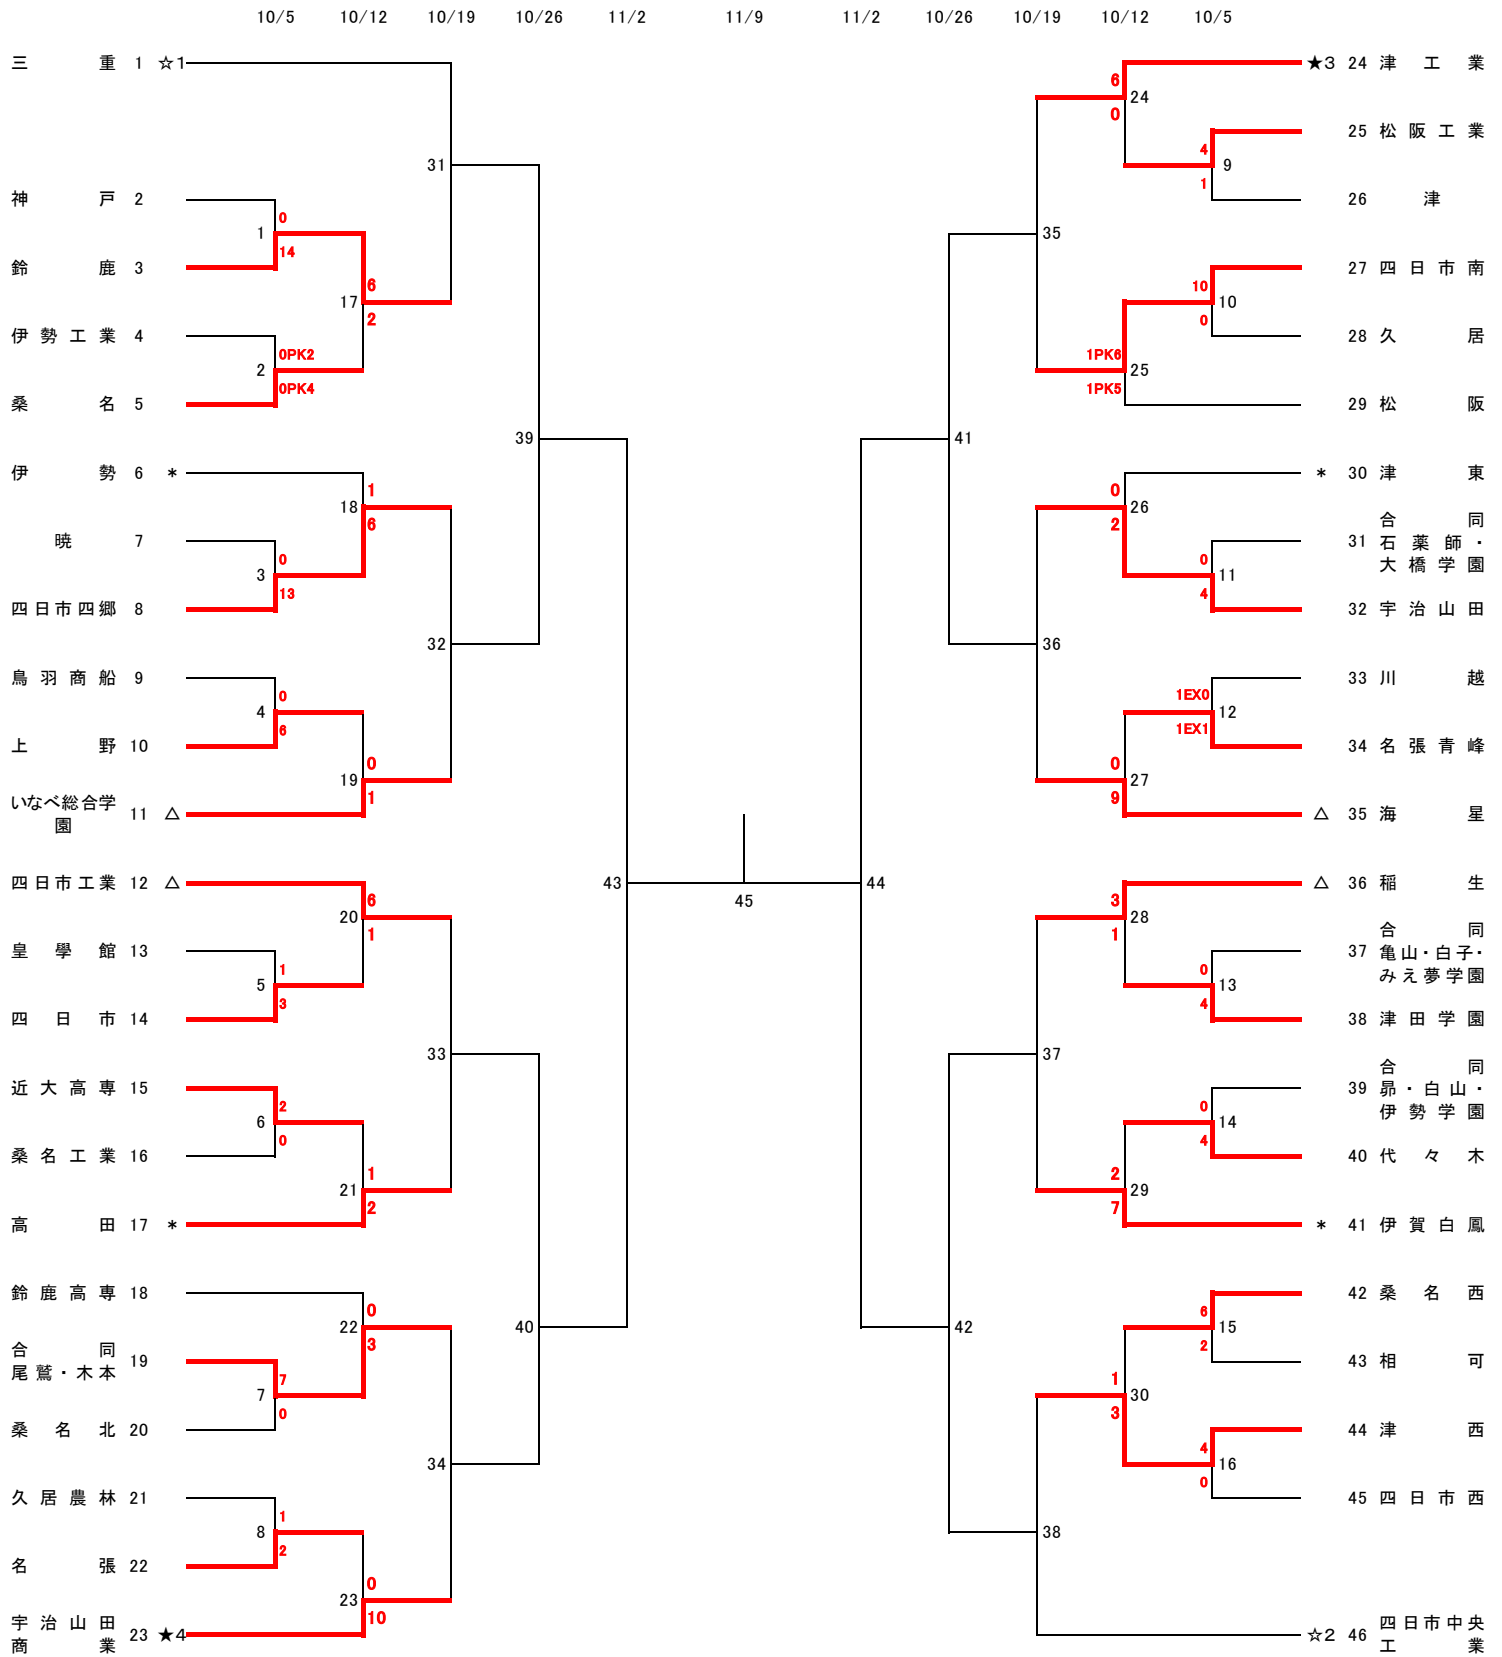 10/5 10/12 10/19 10/26 11/2 11/9 11/2 10/26 10/19 10/12 10/5
三重 1 ☆1
神戸 2
鈴鹿 3
伊勢工業 4
桑名 5
伊勢 6 *
暁 7
四日市四郷 8
鳥羽商船 9
上野 10
いなべ総合学
園 11 △
四日市工業 12 △
皇學館 13
四日市 14
近大高専 15
桑名工業 16
高田 17 *
鈴鹿高専 18
合同
尾鷲・木本 19
桑名北 20
久居農林 21
名張 22
宇治山田
商業 23 ★4
1 0 14
2 0PK2 0PK4
3 0 13
4 0 6
5 1 3
6 2 0
7 7 0
8 1 2
17 6 2
18 1 6
19 0 1
20 6 1
21 1 2
22 0 3
23 0 10
31
32
33
34
39
40
43
45
44
41
42
35
36
37
38
6 0 24
1PK6 1PK5 25
0 2 26
0 9 27
3 1 28
2 7 29
1 3 30
4 1 9
10 0 10
0 4 11
1EX0 1EX1 12
0 4 13
0 4 14
6 2 15
4 0 16
★3 24 津工業
25 松阪工業
26 津
27 四日市南
28 久居
29 松阪
* 30 津東
合同
31 石薬師・
大橋学園
32 宇治山田
33 川越
34 名張青峰
△ 35 海星
△ 36 稲生
合同
37 亀山・白子・
みえ夢学園
38 津田学園
合同
39 昴・白山・
伊勢学園
40 代々木
* 41 伊賀白鳳
42 桑名西
43 相可
44 津西
45 四日市西
☆2 46 四日市中央
工業